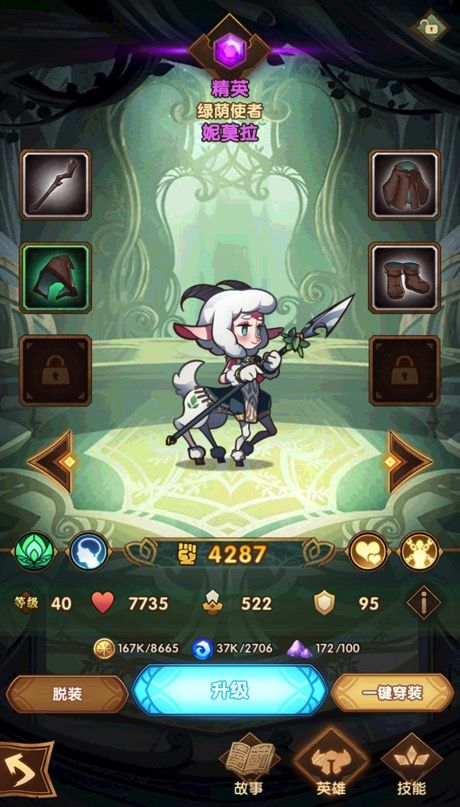 精英
绿荫使者
妮莫拉
4287
等级 40 7735 522 95
167K/8665 37K/2706 172/100
脱装 升级 一键穿装
故事 英雄 技能